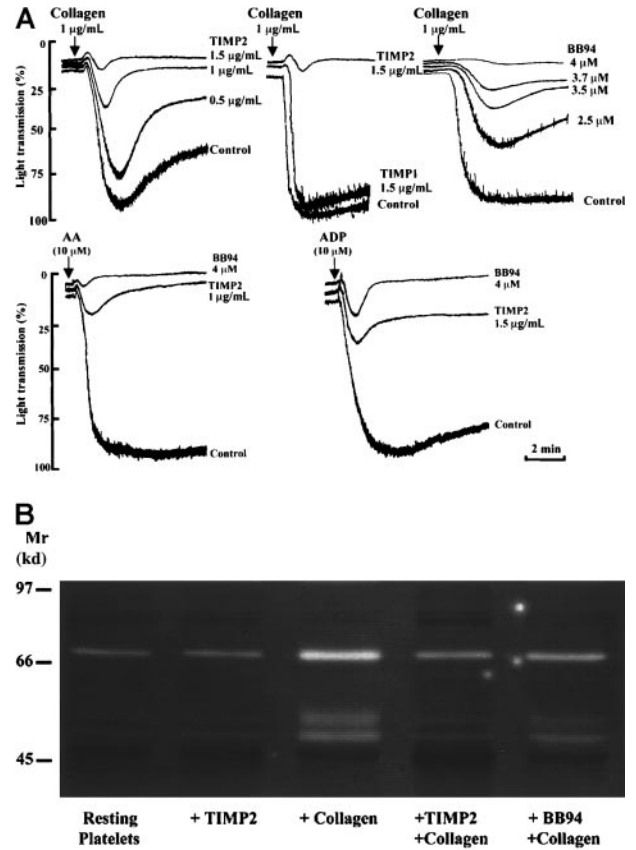 A
Collagen
1 µg/mL
Light transmission (%)
0
25
50
75
100
TIMP2
1.5 µg/mL
1 µg/mL
0.5 µg/mL
Control
Collagen
1 µg/mL
TIMP2
1.5 µg/mL
TIMP1
1.5 µg/mL
Control
Collagen
1 µg/mL
BB94
4 µM
3.7 µM
3.5 µM
2.5 µM
Control
AA
(10 µM)
Light transmission (%)
0
25
50
75
100
BB94
4 µM
TIMP2
1 µg/mL
Control
ADP
(10 µM)
BB94
4 µM
TIMP2
1.5 µg/mL
Control
2 min
B
Mr
(kd)
97
66
45
Resting
Platelets
+ TIMP2
+ Collagen
+TIMP2
+Collagen
+ BB94
+Collagen